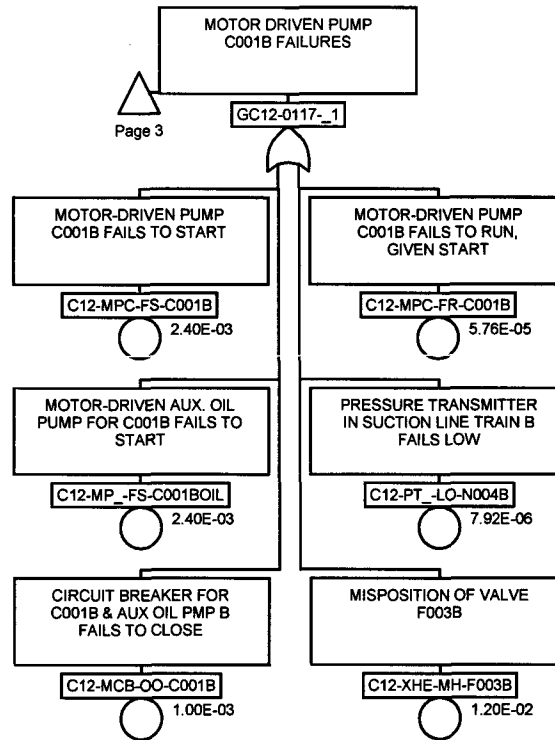 MOTOR DRIVEN PUMP
C001B FAILURES
Page 3
GC12-0117-_1
MOTOR-DRIVEN PUMP
C001B FAILS TO START
C12-MPC-FS-C001B
2.40E-03
MOTOR-DRIVEN PUMP
C001B FAILS TO RUN,
GIVEN START
C12-MPC-FR-C001B
5.76E-05
MOTOR-DRIVEN AUX. OIL
PUMP FOR C001B FAILS TO
START
C12-MP_-FS-C001BOIL
2.40E-03
PRESSURE TRANSMITTER
IN SUCTION LINE TRAIN B
FAILS LOW
C12-PT_-LO-N004B
7.92E-06
CIRCUIT BREAKER FOR
C001B & AUX OIL PMP B
FAILS TO CLOSE
C12-MCB-OO-C001B
1.00E-03
MISPOSITION OF VALVE
F003B
C12-XHE-MH-F003B
1.20E-02